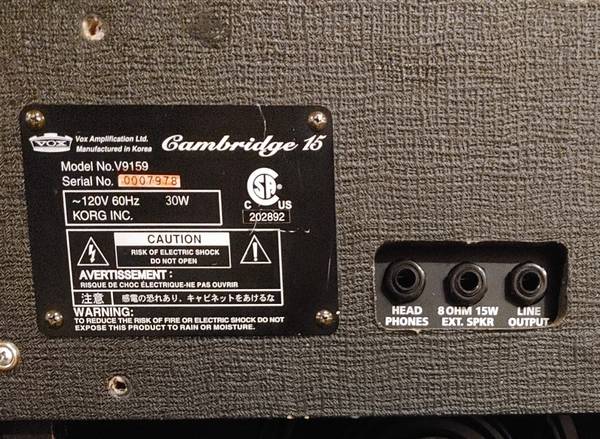 VOX
Vox Amplification Ltd.
Manufactured in Korea
Cambridge 15
Model No.V9159
Serial No. 0007978
~120V 60Hz 30W
KORG INC.
C US
202892
CAUTION
RISK OF ELECTRIC SHOCK
DO NOT OPEN
AVERTISSEMENT:
RISQUE DE CHOC ÉLECTRIQUE-NE PAS OUVRIR
注意 感電の恐れあり、キャビネットをあけるな
WARNING:
TO REDUCE THE RISK OF FIRE OR ELECTRIC SHOCK DO NOT
EXPOSE THIS PRODUCT TO RAIN OR MOISTURE.
HEAD
PHONES
8 OHM 15W
EXT. SPKR
LINE
OUTPUT